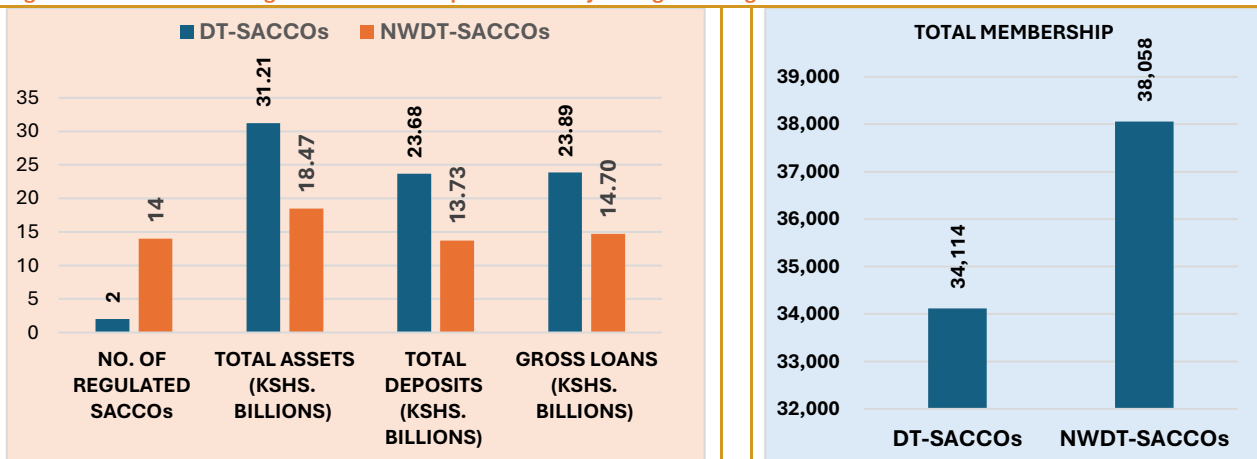 DT-SACCOs NWDT-SACCOs
35
30
25
20
15
10
5
0
2
14
31.21
18.47
23.68
13.73
23.89
14.70
NO. OF
REGULATED
SACCOs
TOTAL ASSETS
(KSHS.
BILLIONS)
TOTAL
DEPOSITS
(KSHS.
BILLIONS)
GROSS LOANS
(KSHS.
BILLIONS)
TOTAL MEMBERSHIP
39,000
38,000
37,000
36,000
35,000
34,000
33,000
32,000
34,114
38,058
DT-SACCOs
NWDT-SACCOs